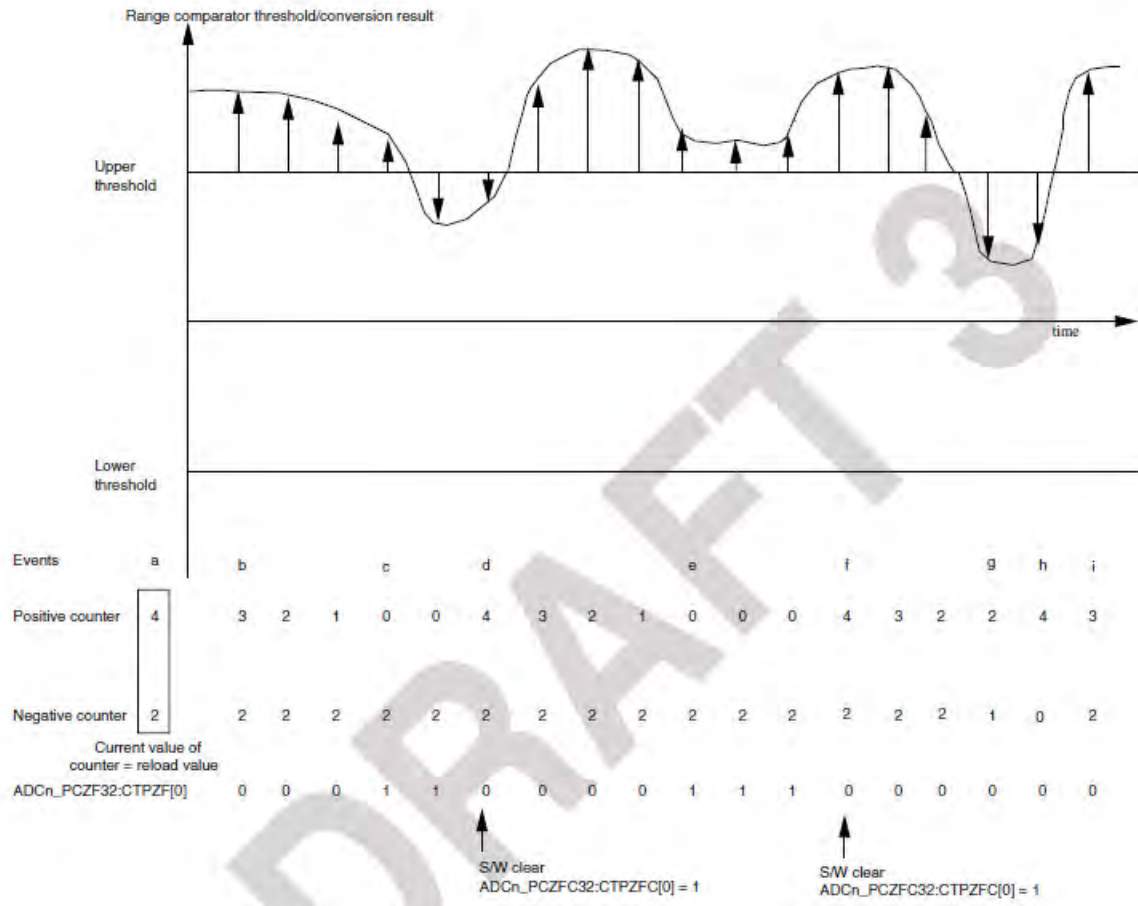 Range comparator threshold/conversion result
Upper
threshold
time
Lower
threshold
Events a b c d e f g h i
Positive counter 4 3 2 1 0 0 4 3 2 1 0 0 0 4 3 2 2 4 3
Negative counter 2 2 2 2 2 2 2 2 2 2 2 2 2 2 2 2 1 0 2
Current value of
counter = reload value
ADCn_PCZF32:CTPZF[0] 0 0 0 1 1 0 0 0 0 1 1 1 0 0 0 0 0 0
S/W clear
ADCn_PCZFC32:CTPZFC[0] = 1
S/W clear
ADCn_PCZFC32:CTPZFC[0] = 1
DRAFT 3